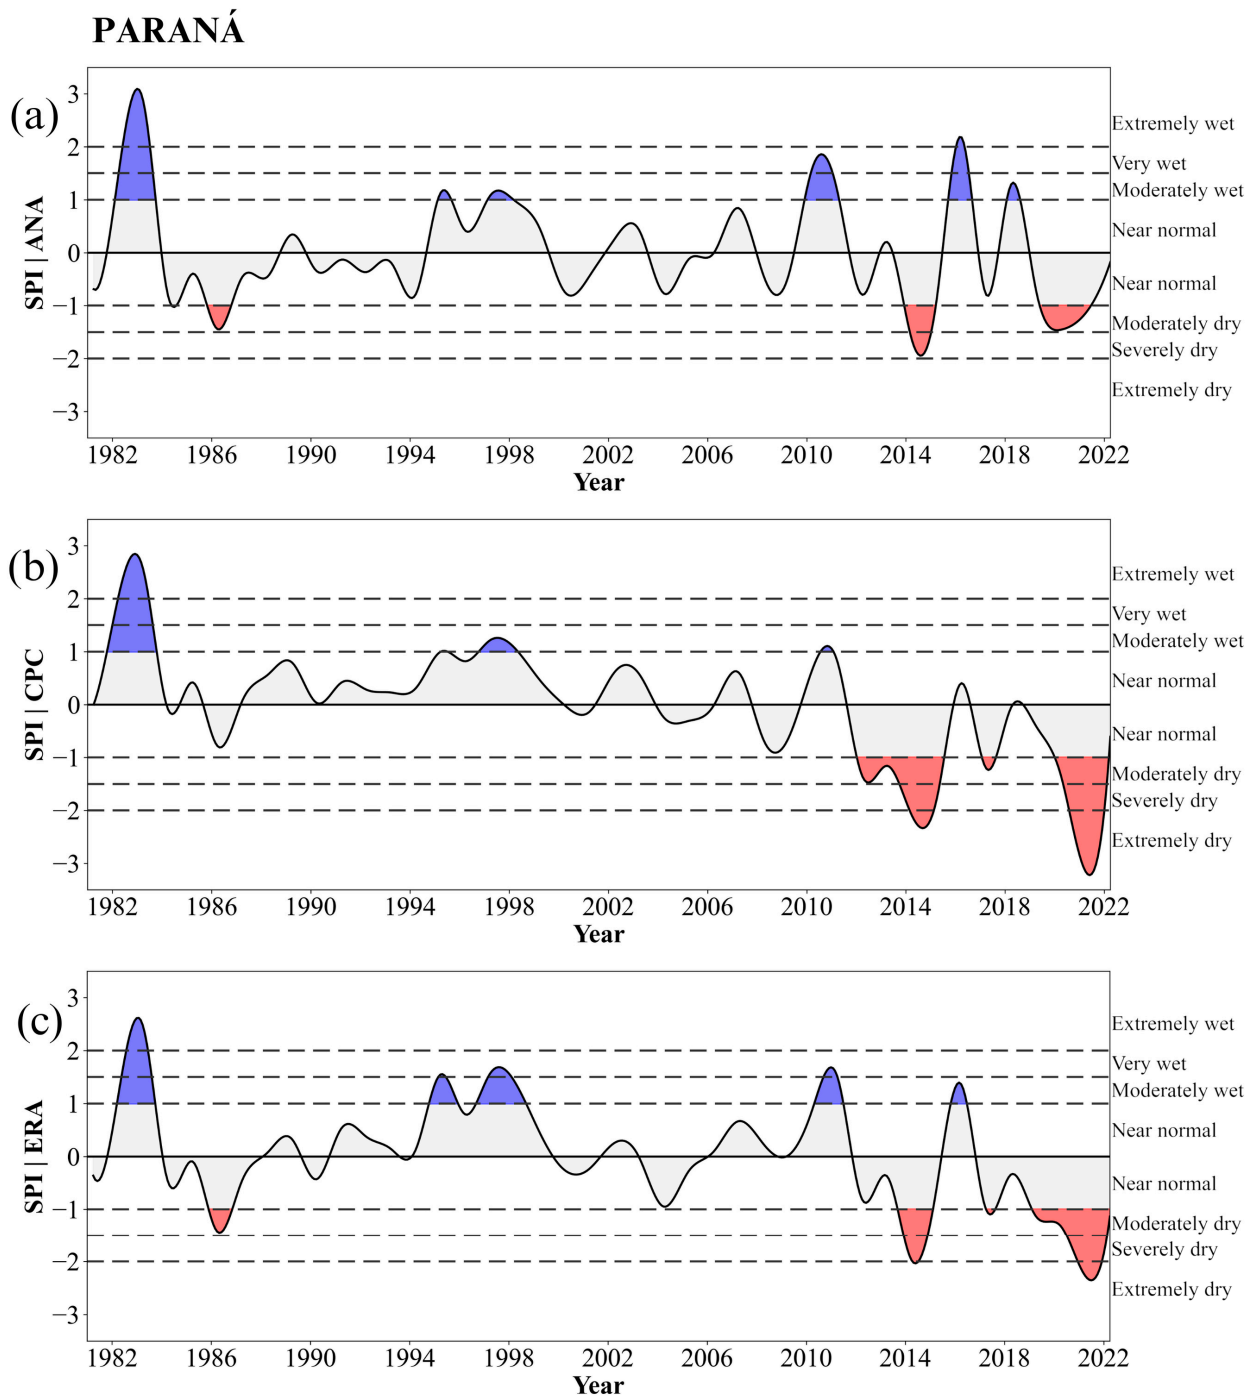 PARANÁ
(a)
SPI | ANA
3
2
1
0
−1
−2
−3
Extremely wet
Very wet
Moderately wet
Near normal
Near normal
Moderately dry
Severely dry
Extremely dry
1982 1986 1990 1994 1998 2002 2006 2010 2014 2018 2022
Year
(b)
SPI | CPC
3
2
1
0
−1
−2
−3
Extremely wet
Very wet
Moderately wet
Near normal
Near normal
Moderately dry
Severely dry
Extremely dry
1982 1986 1990 1994 1998 2002 2006 2010 2014 2018 2022
Year
(c)
SPI | ERA
3
2
1
0
−1
−2
−3
Extremely wet
Very wet
Moderately wet
Near normal
Near normal
Moderately dry
Severely dry
Extremely dry
1982 1986 1990 1994 1998 2002 2006 2010 2014 2018 2022
Year